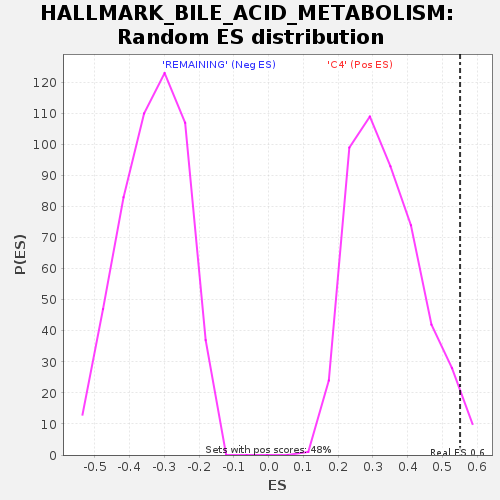 HALLMARK_BILE_ACID_METABOLISM:
Random ES distribution
'REMAINING' (Neg ES)
'C4' (Pos ES)
P(ES)
120
110
100
90
80
70
60
50
40
30
20
10
0
Sets with pos scores: 48%
Real ES 0.6
-0.5 -0.4 -0.3 -0.2 -0.1 0.0 0.1 0.2 0.3 0.4 0.5 0.6
ES